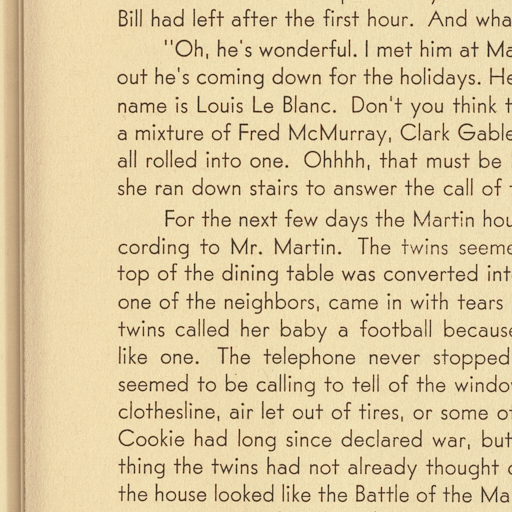 Bill had left after the first hour. And wha
"Oh, he's wonderful. I met him at Ma
out he's coming down for the holidays. He
name is Louis Le Blanc. Don't you think t
a mixture of Fred McMurray, Clark Gable
all rolled into one. Ohhhh, that must be
she ran down stairs to answer the call of
For the next few days the Martin hou
cording to Mr. Martin. The twins seeme
top of the dining table was converted int
one of the neighbors, came in with tears
twins called her baby a football because
like one. The telephone never stopped
seemed to be calling to tell of the windo
clothesline, air let out of tires, or some o
Cookie had long since declared war, but
thing the twins had not already thought
the house looked like the Battle of the Ma